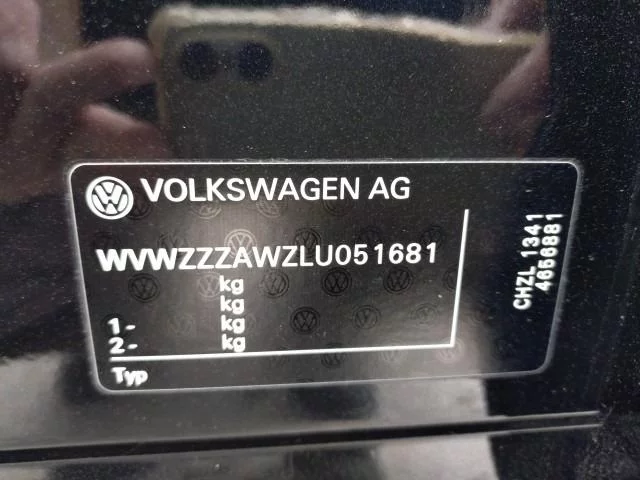 VOLKSWAGEN AG
WVWZZZAWZLU051681
kg
kg
1- kg
2- kg
Typ
CHZL 1341
4656881